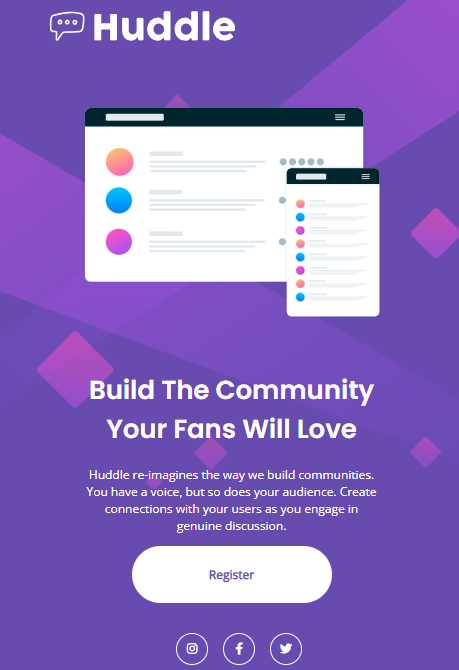 Huddle
Build The Community
Your Fans Will Love
Huddle re-imagines the way we build communities.
You have a voice, but so does your audience. Create
connections with your users as you engage in
genuine discussion.
Register